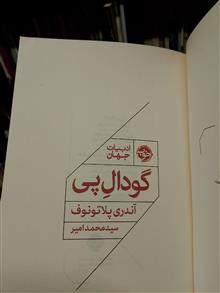 ادبیات
جهان
گودالِ پی
آندری پلاتونوف
سیدمحمد امیر